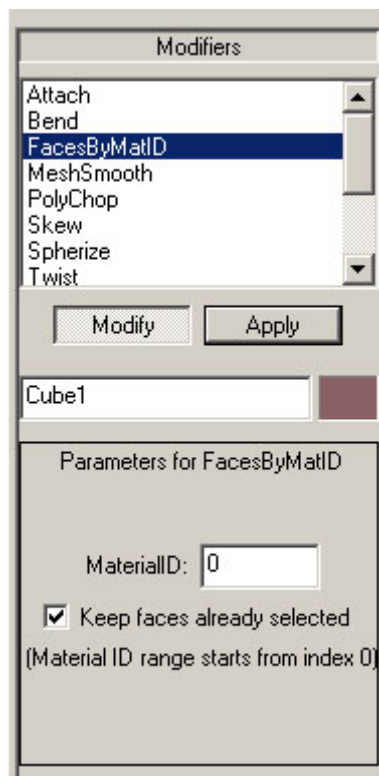 Modifiers
Attach
Bend
FacesByMatID
MeshSmooth
PolyChop
Skew
Spherize
Twist
Modify Apply
Cube1
Parameters for FacesByMatID
MaterialID: 0
Keep faces already selected
(Material ID range starts from index 0)